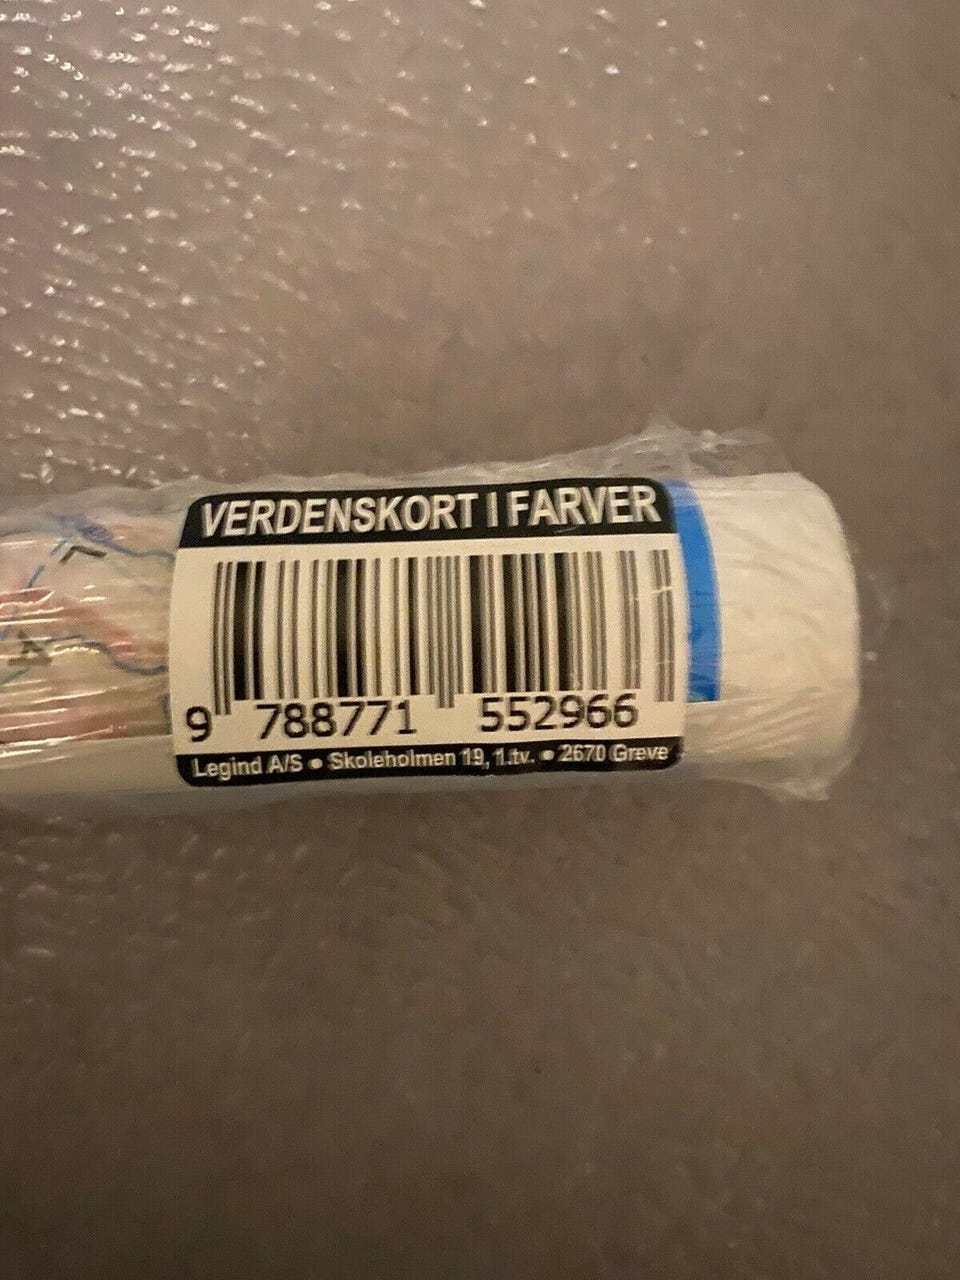 VERDENSKORT I FARVER
9 788771 552966
Legind A/S • Skoleholmen 19, 1.tv. • 2670 Greve